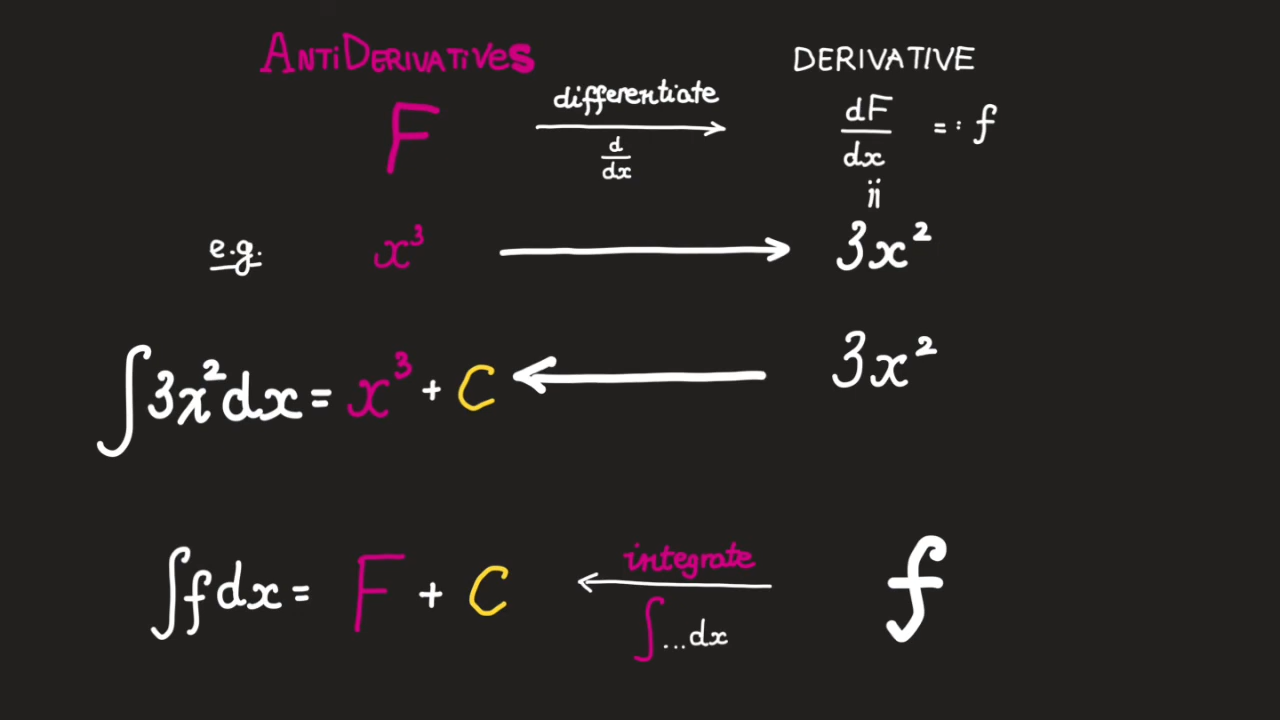 AntiDerivatives DERIVATIVE
F differentiate d/dx dF/dx =: f
e.g. x³ 3x²
∫3x²dx = x³ + C 3x²
∫f dx = F + C integrate ∫...dx f